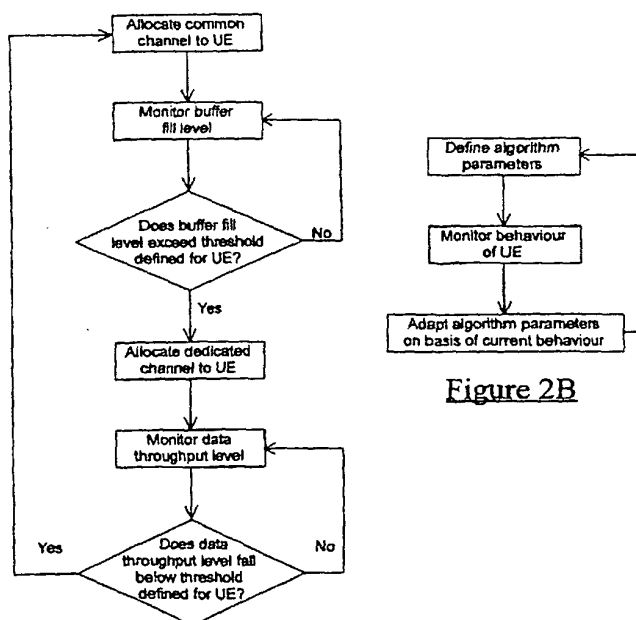 Allocate common
channel to UE
Monitor buffer
fill level
Does buffer fill
level exceed threshold
defined for UE?
No
Yes
Allocate dedicated
channel to UE
Monitor data
throughput level
Does data
throughput level fall
below threshold
defined for UE?
Yes
No
Define algorithm
parameters
Monitor behaviour
of UE
Adapt algorithm parameters
on basis of current behaviour
Figure 2B